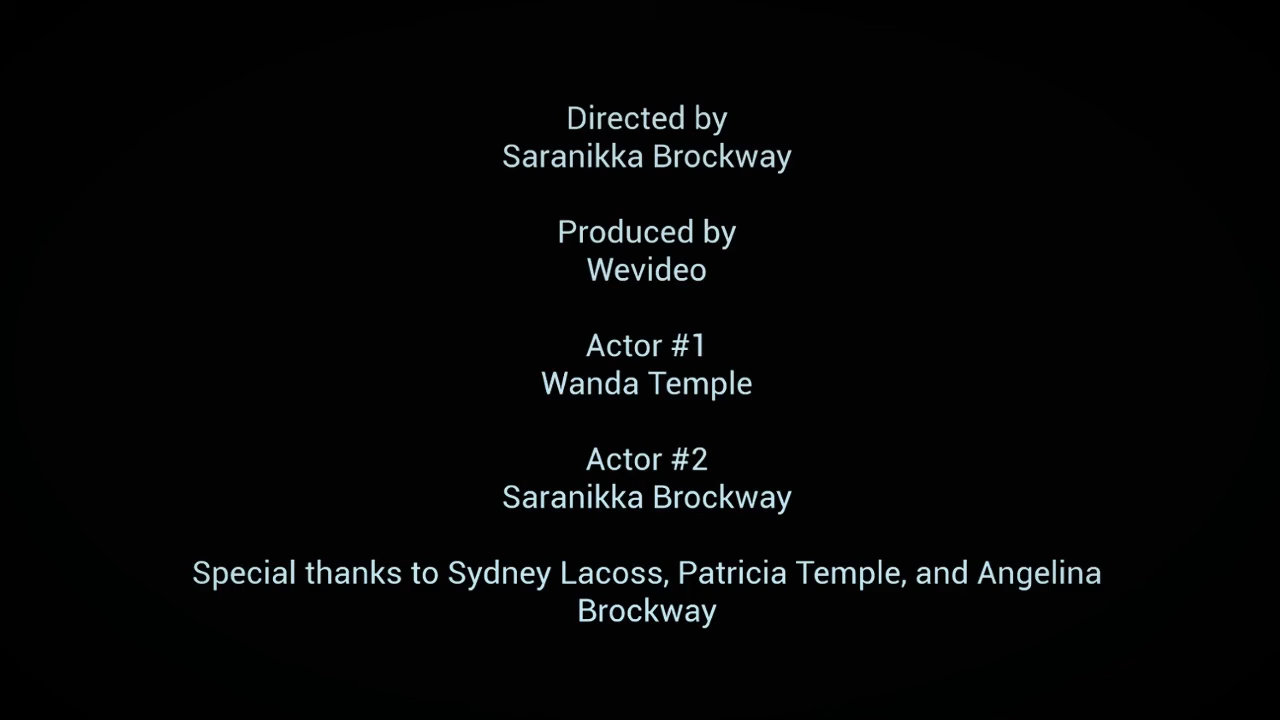 Directed by
Saranikka Brockway
Produced by
Wevideo
Actor #1
Wanda Temple
Actor #2
Saranikka Brockway
Special thanks to Sydney Lacoss, Patricia Temple, and Angelina
Brockway